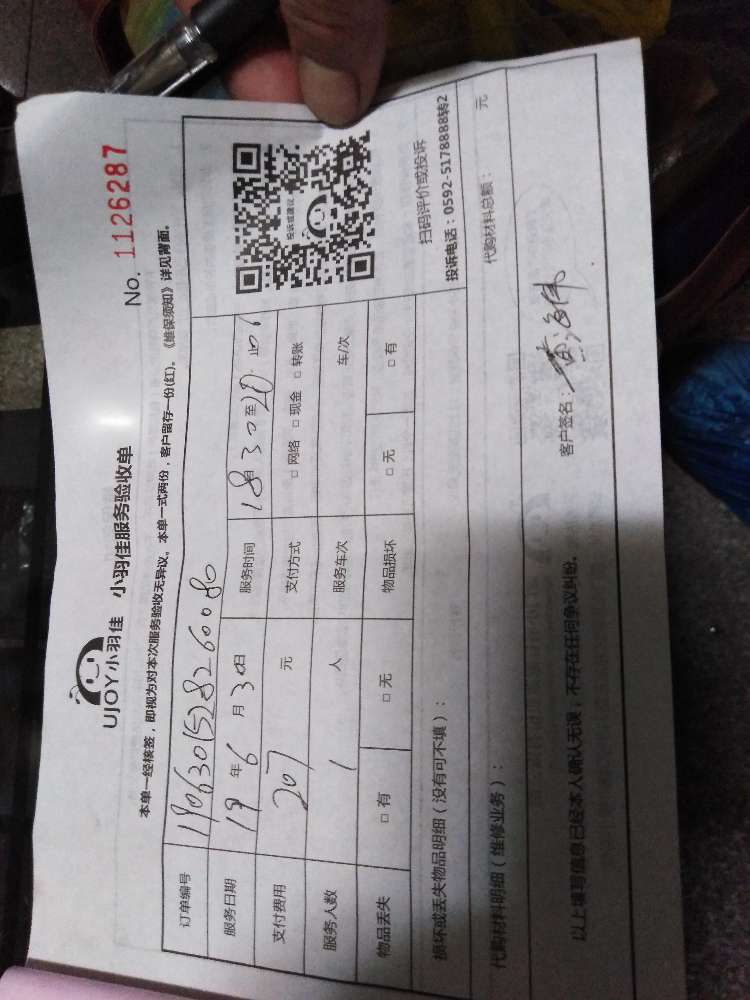 UJOY小羽佳 小羽佳服务验收单
No. 1126287
本单一经核签，即视为对本次服务验收无异议。本单一式两份，客户留存一份(红)。《维保须知》详见背面。
订单编号 1906301528260080
服务日期 19 年 6 月 30 日 服务时间 18 30 至 20
支付费用 207 元 支付方式 □ 网络 □ 现金 □ 转账
服务人数 1 人 服务车次 车/次
物品丢失 □ 有 □ 无 物品损坏 □ 无 □ 有
投诉或建议
扫码评价或投诉
投诉电话：0592-5178888转2
损坏或丢失物品明细（没有可不填）：
代购材料明细（维修业务）： 代购材料总额： 元
以上填写信息已经本人确认无误，不存在任何争议纠纷。 客户签名：黄